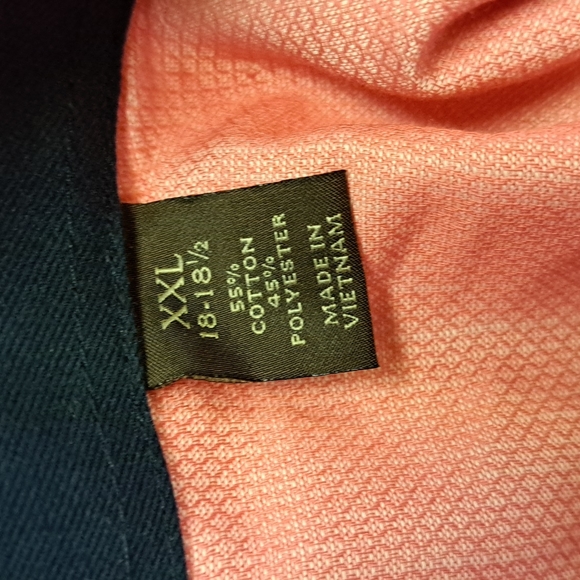 XXL
18-18½
55%
COTTON
45%
POLYESTER
MADE IN
VIETNAM